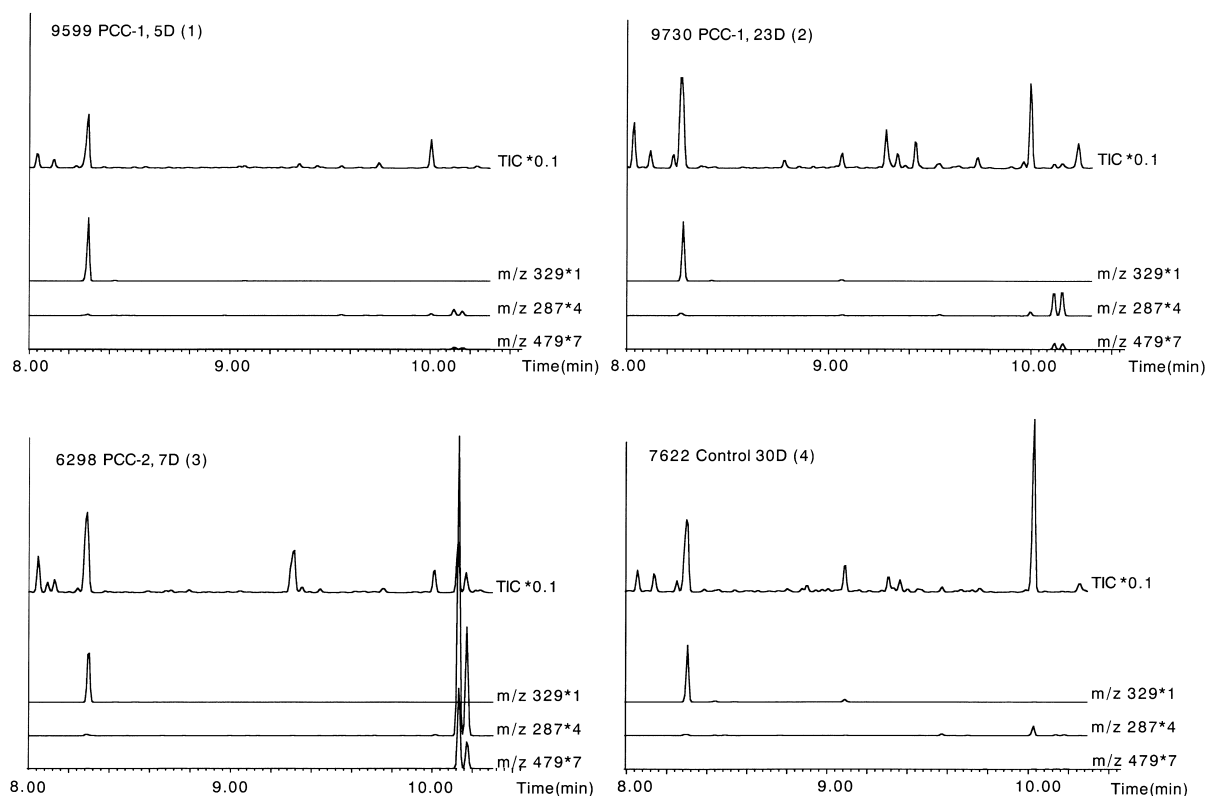 9599 PCC-1, 5D (1)
TIC *0.1
m/z 329*1
m/z 287*4
m/z 479*7
8.00 9.00 10.00 Time(min)
9730 PCC-1, 23D (2)
TIC *0.1
m/z 329*1
m/z 287*4
m/z 479*7
8.00 9.00 10.00 Time(min)
6298 PCC-2, 7D (3)
TIC *0.1
m/z 329*1
m/z 287*4
m/z 479*7
8.00 9.00 10.00 Time(min)
7622 Control 30D (4)
TIC *0.1
m/z 329*1
m/z 287*4
m/z 479*7
8.00 9.00 10.00 Time(min)